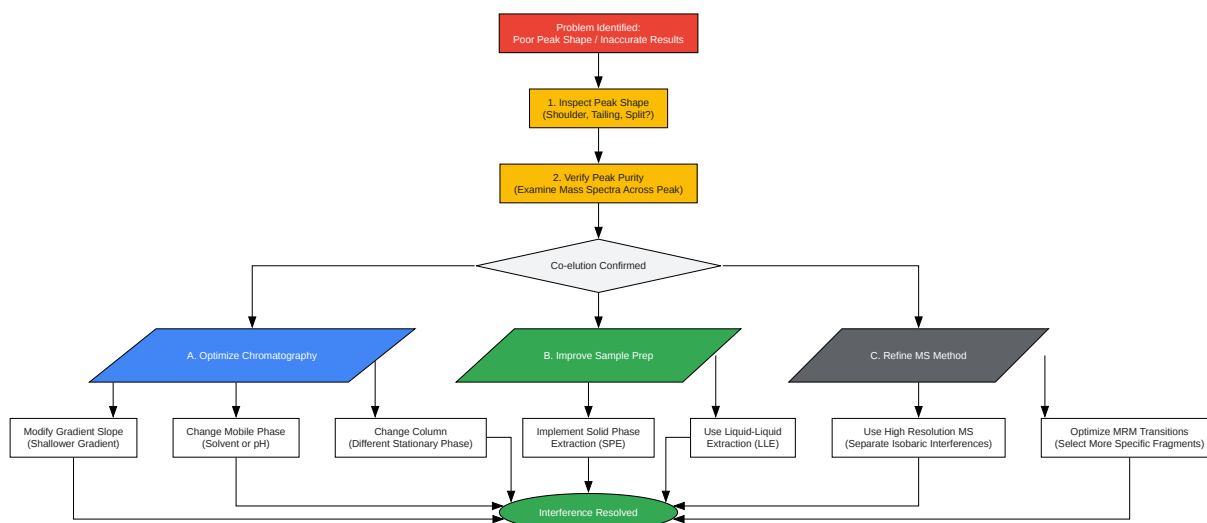 Problem Identified:
Poor Peak Shape / Inaccurate Results
1. Inspect Peak Shape
(Shoulder, Tailing, Split?)
2. Verify Peak Purity
(Examine Mass Spectra Across Peak)
Co-elution Confirmed
A. Optimize Chromatography
B. Improve Sample Prep
C. Refine MS Method
Modify Gradient Slope
(Shallower Gradient)
Change Mobile Phase
(Solvent or pH)
Change Column
(Different Stationary Phase)
Implement Solid Phase
Extraction (SPE)
Use Liquid-Liquid
Extraction (LLE)
Use High Resolution MS
(Separate Isobaric Interferences)
Optimize MRM Transitions
(Select More Specific Fragments)
Interference Resolved